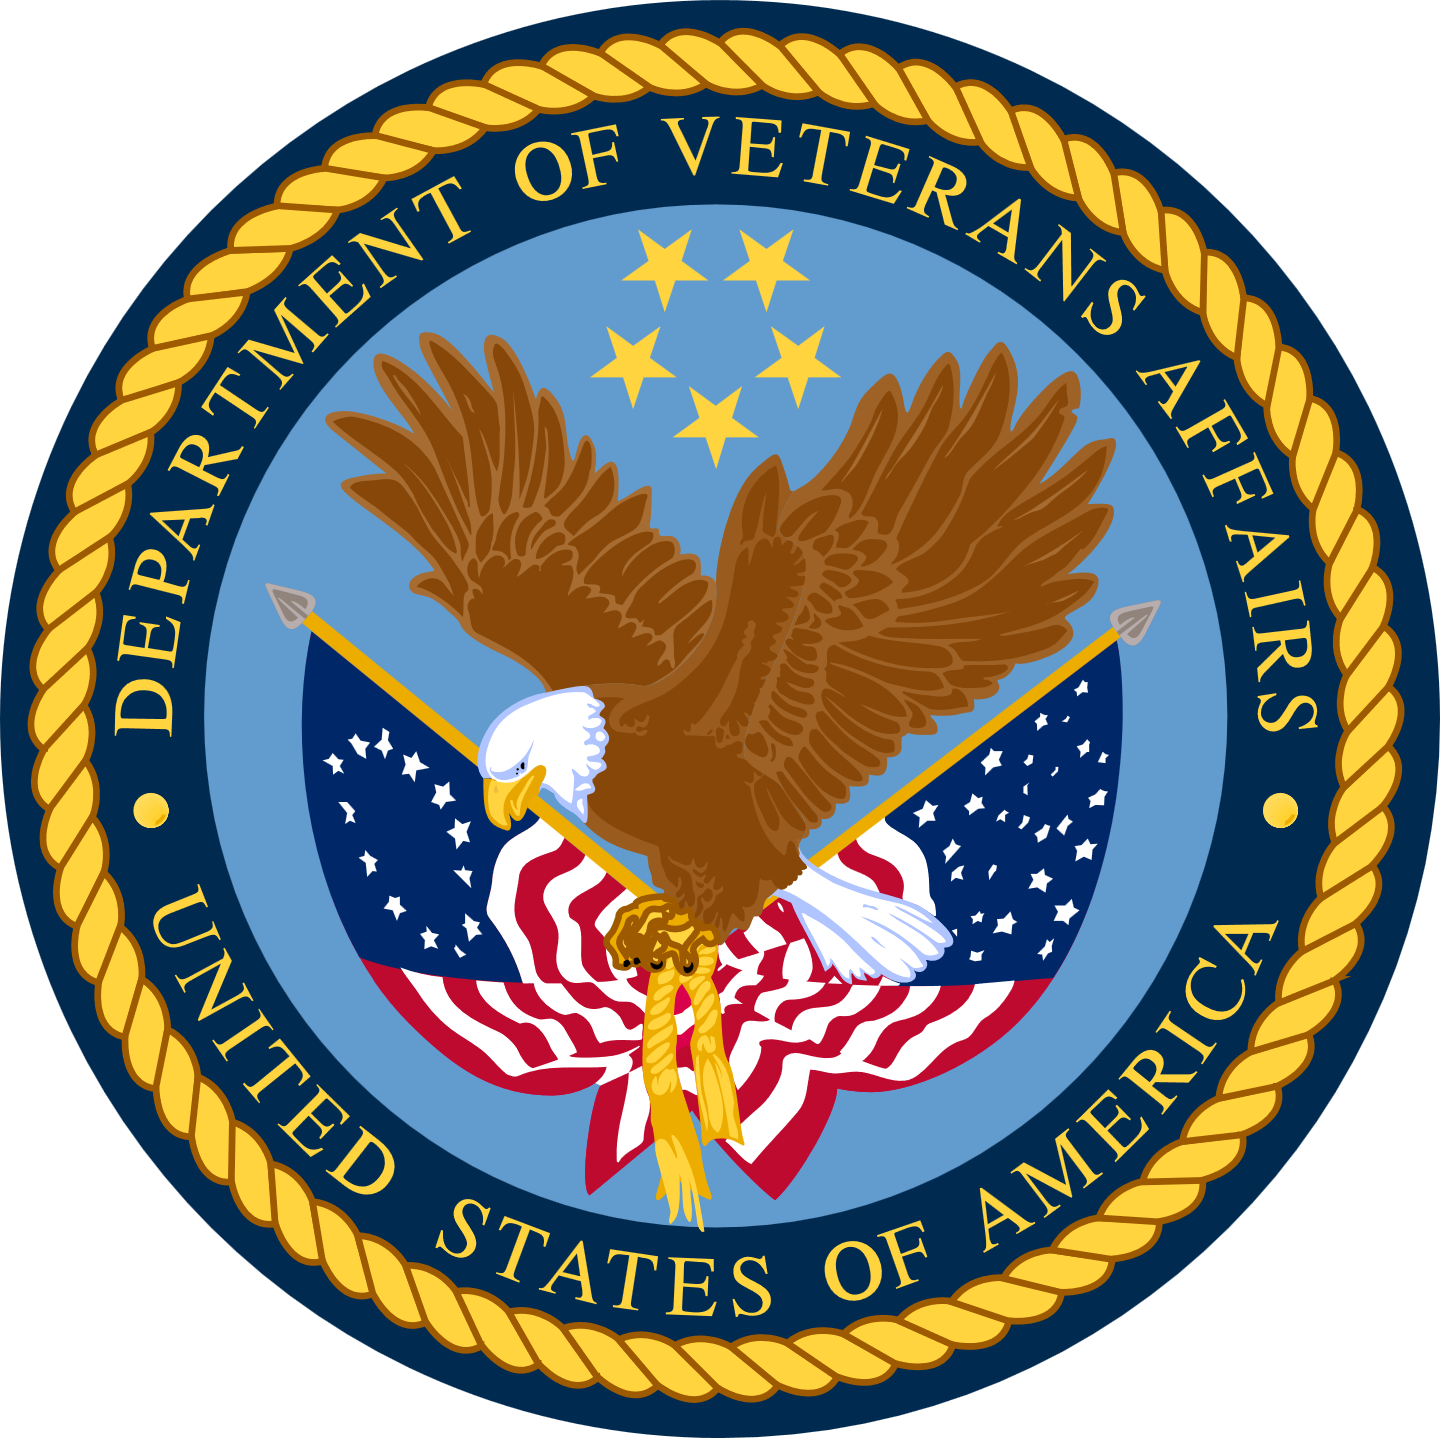 DEPARTMENT OF VETERANS AFFAIRS
UNITED STATES OF AMERICA